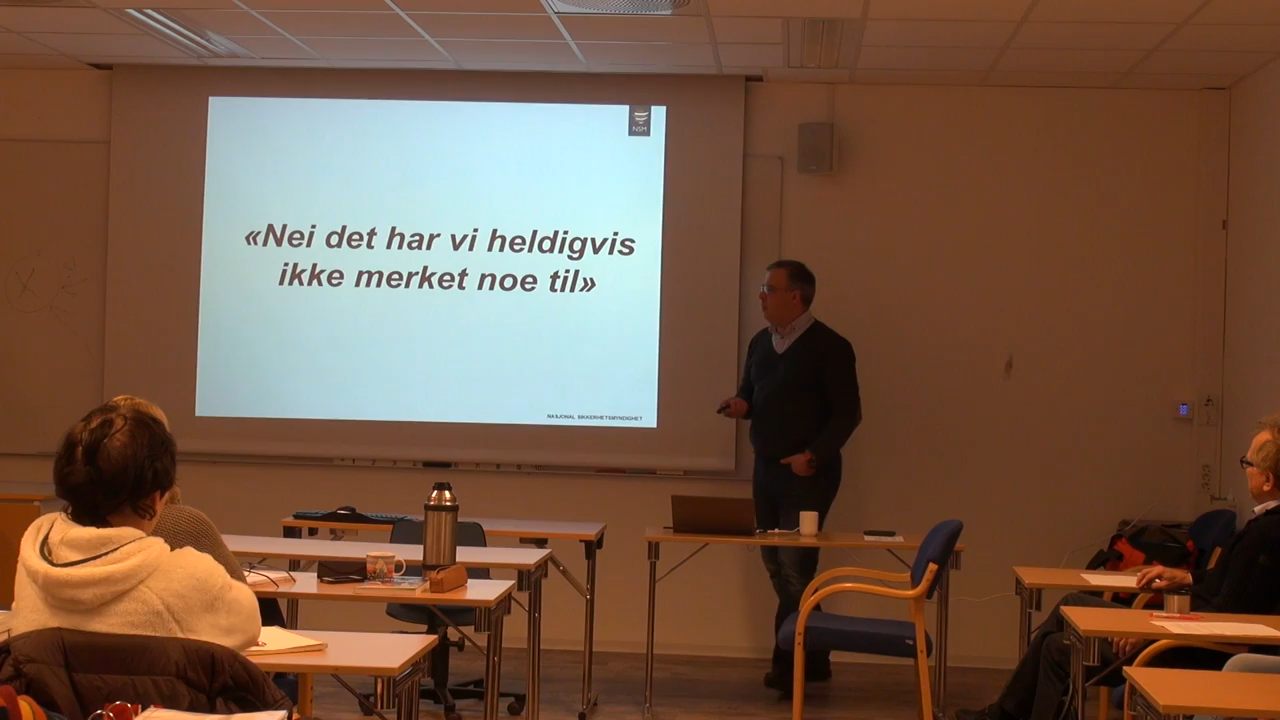 NSM
«Nei det har vi heldigvis
ikke merket noe til»
NASJONAL SIKKERHETSMYNDIGHET